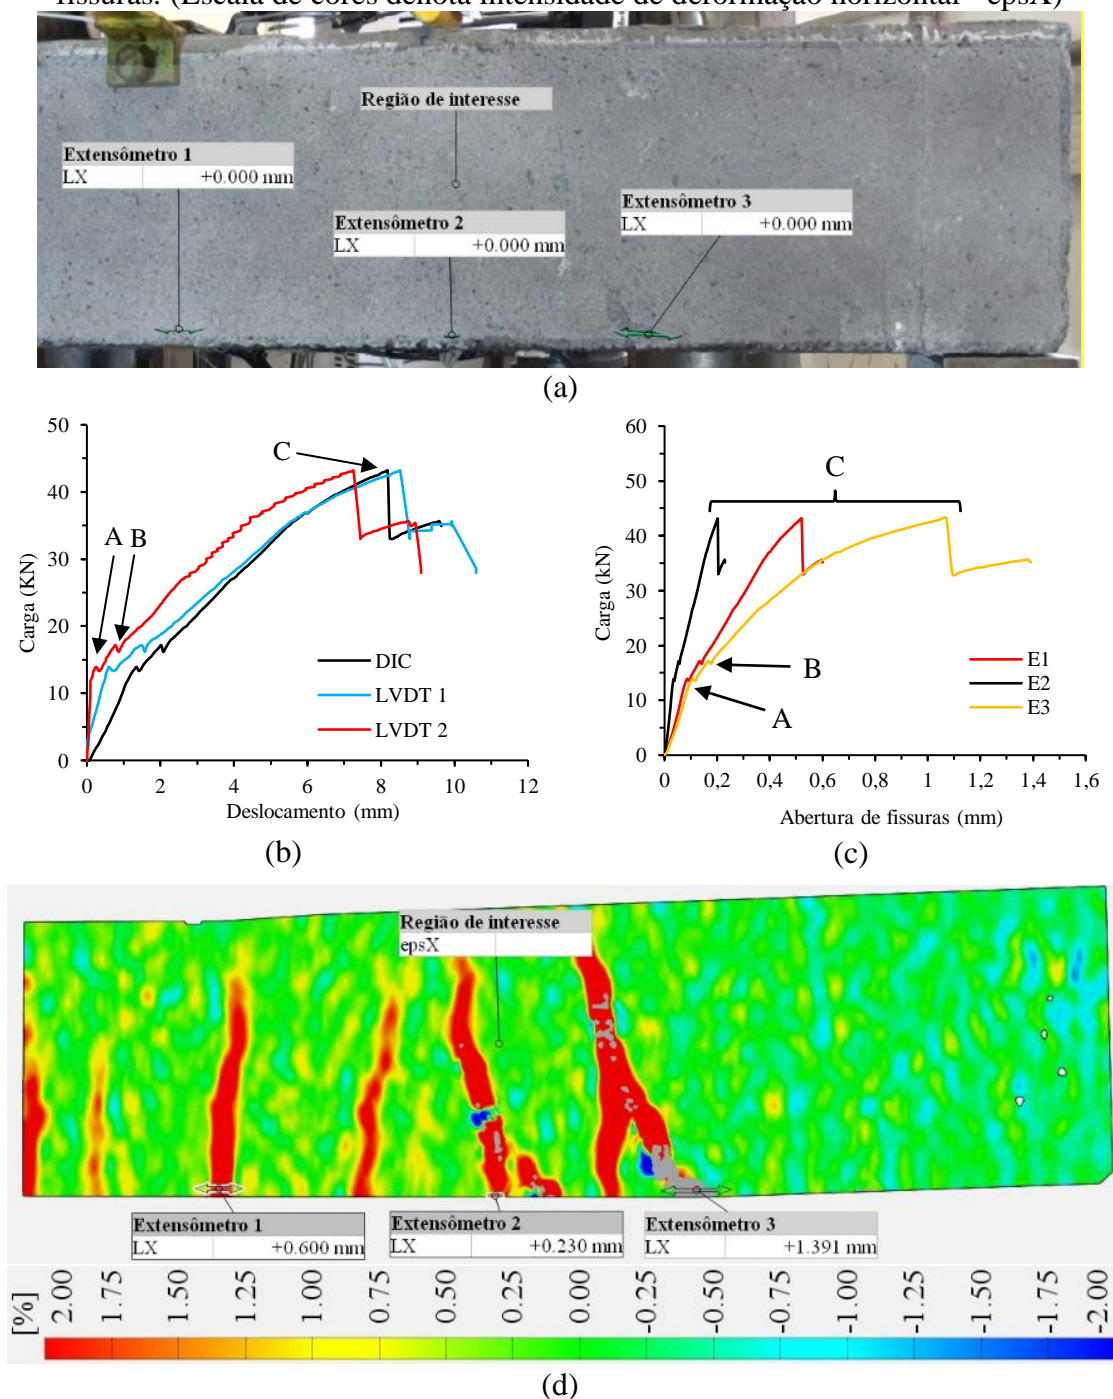 fissuras. (Escala de cores denota intensidade de deformação horizontal - epsX)
Região de interesse
Extensômetro 1
LX +0.000 mm
Extensômetro 3
LX +0.000 mm
Extensômetro 2
LX +0.000 mm
(a)
50
40
30
20
10
0
Carga (KN)
A
B
C
DIC
LVDT 1
LVDT 2
0 2 4 6 8 10 12
Deslocamento (mm)
(b)
60
50
40
30
20
10
0
Carga (kN)
C
B
A
E1
E2
E3
0 0,2 0,4 0,6 0,8 1 1,2 1,4 1,6
Abertura de fissuras (mm)
(c)
Região de interesse
epsX
Extensômetro 1
LX +0.600 mm
Extensômetro 2
LX +0.230 mm
Extensômetro 3
LX +1.391 mm
[%] 2.00 1.75 1.50 1.25 1.00 0.75 0.50 0.25 0.00 -0.25 -0.50 -0.75 -1.00 -1.25 -1.50 -1.75 -2.00
(d)